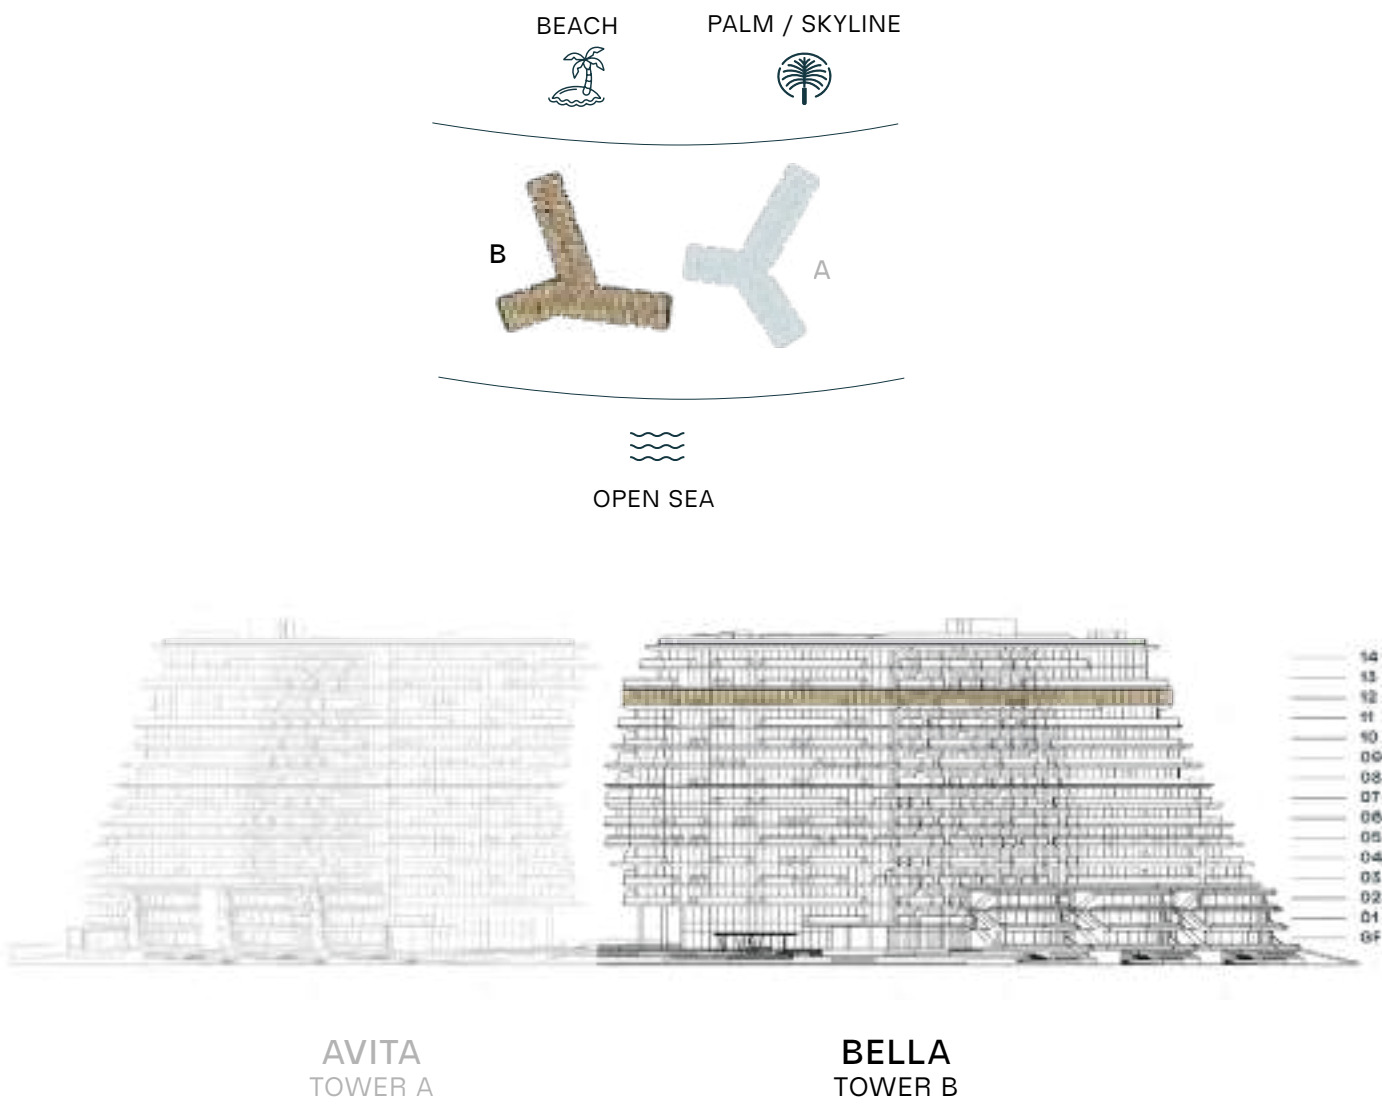 BEACH
PALM / SKYLINE
B
A
OPEN SEA
14
13
12
11
10
09
08
07
06
05
04
03
02
01
GF
AVITA
TOWER A
BELLA
TOWER B